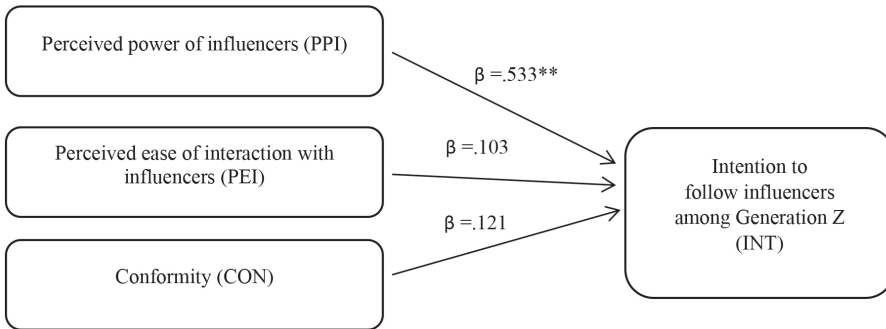 Perceived power of influencers (PPI)
β =.533**
Perceived ease of interaction with
influencers (PEI)
β =.103
Conformity (CON)
β =.121
Intention to
follow influencers
among Generation Z
(INT)